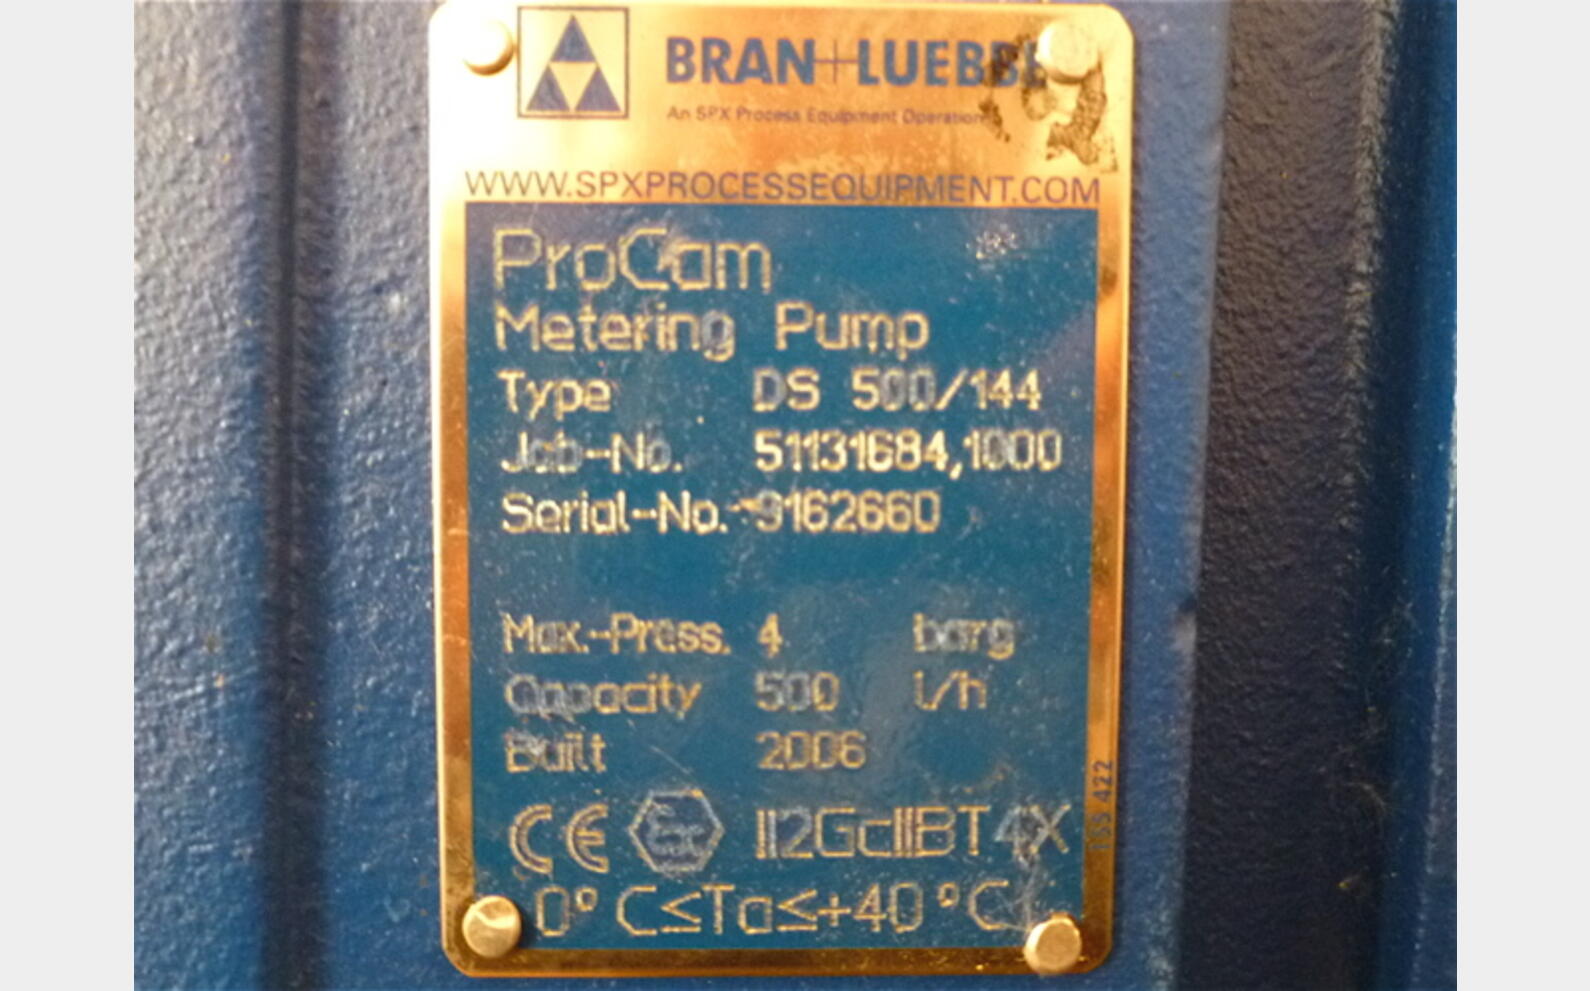 BRAN+LUEBBE
An SPX Process Equipment Operation
WWW.SPXPROCESSEQUIPMENT.COM
ProCam
Metering Pump
Type DS 500/144
Job-No. 51131684,1000
Serial-No. 9162660
Max.-Press. 4 barg
Capacity 500 l/h
Built 2006
CE Ex II2GcIIBT4X
0°C≤Ta≤+40°C